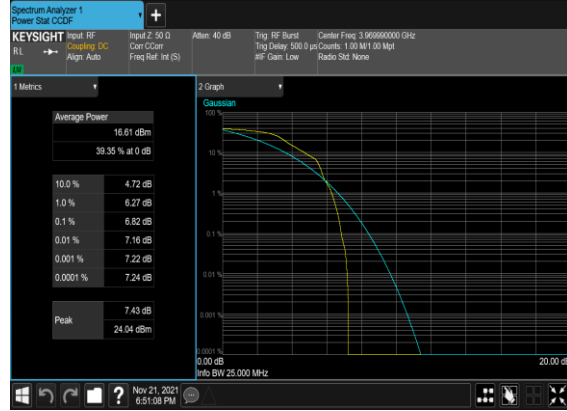 Spectrum Analyzer 1
Power Stat CCDF
KEYSIGHT
RL
Input: RF
Coupling: DC
Align: Auto
Input Z: 50 Ω
Corr CCorr
Freq Ref: Int (S)
Atten: 40 dB
Trig: RF Burst
Trig Delay: 500.0 µs
#IF Gain: Low
Center Freq: 3.969990000 GHz
Counts: 1.00 M/1.00 Mpt
Radio Std: None
1 Metrics
Average Power
16.61 dBm
39.35 % at 0 dB
10.0 % 4.72 dB
1.0 % 6.27 dB
0.1 % 6.82 dB
0.01 % 7.16 dB
0.001 % 7.22 dB
0.0001 % 7.24 dB
Peak
7.43 dB
24.04 dBm
2 Graph
Gaussian
100 %
10 %
1 %
0.1 %
0.01 %
0.001 %
0.0001 %
0.00 dB
20.00 dB
Info BW 25.000 MHz
?
Nov 21, 2021
6:51:08 PM